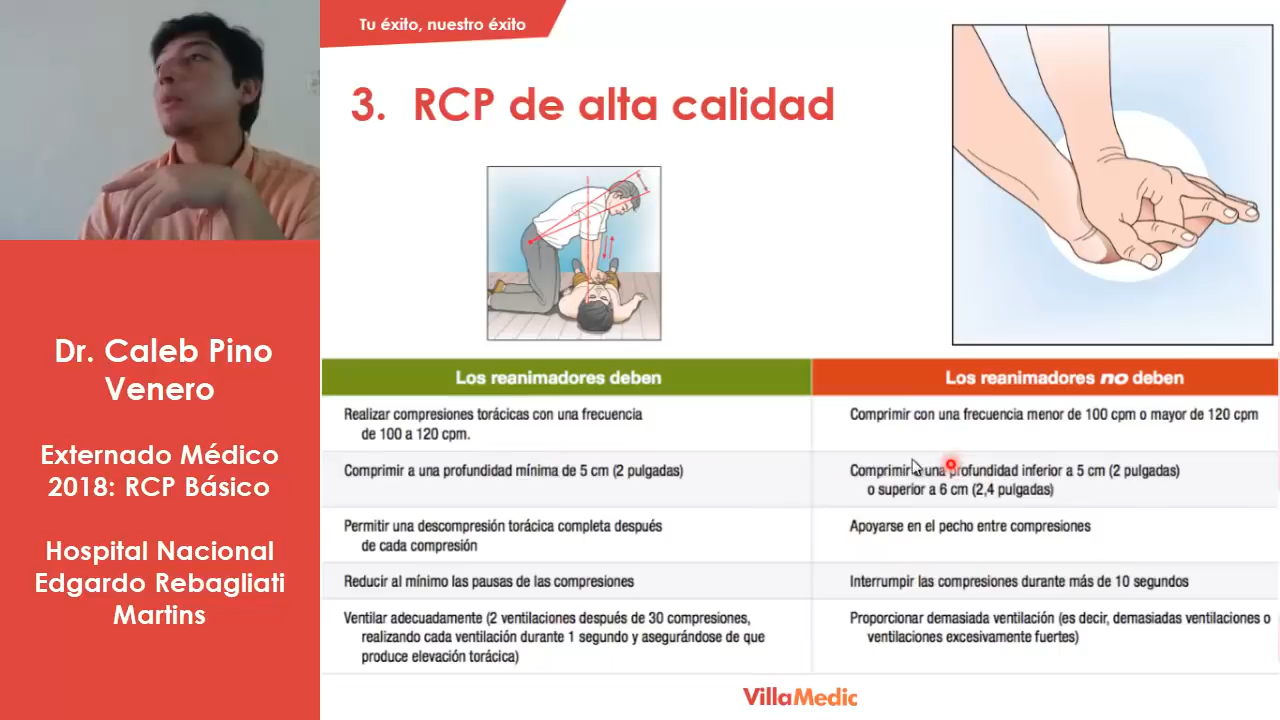 Tu éxito, nuestro éxito
3. RCP de alta calidad
Dr. Caleb Pino
Venero
Externado Médico
2018: RCP Básico
Hospital Nacional
Edgardo Rebagliati
Martins
Los reanimadores deben
Los reanimadores no deben
Realizar compresiones torácicas con una frecuencia
de 100 a 120 cpm.
Comprimir con una frecuencia menor de 100 cpm o mayor de 120 cpm
Comprimir a una profundidad mínima de 5 cm (2 pulgadas)
Comprimir a una profundidad inferior a 5 cm (2 pulgadas)
o superior a 6 cm (2,4 pulgadas)
Permitir una descompresión torácica completa después
de cada compresión
Apoyarse en el pecho entre compresiones
Reducir al mínimo las pausas de las compresiones
Interrumpir las compresiones durante más de 10 segundos
Ventilar adecuadamente (2 ventilaciones después de 30 compresiones,
realizando cada ventilación durante 1 segundo y asegurándose de que
produce elevación torácica)
Proporcionar demasiada ventilación (es decir, demasiadas ventilaciones o
ventilaciones excesivamente fuertes)
VillaMedic